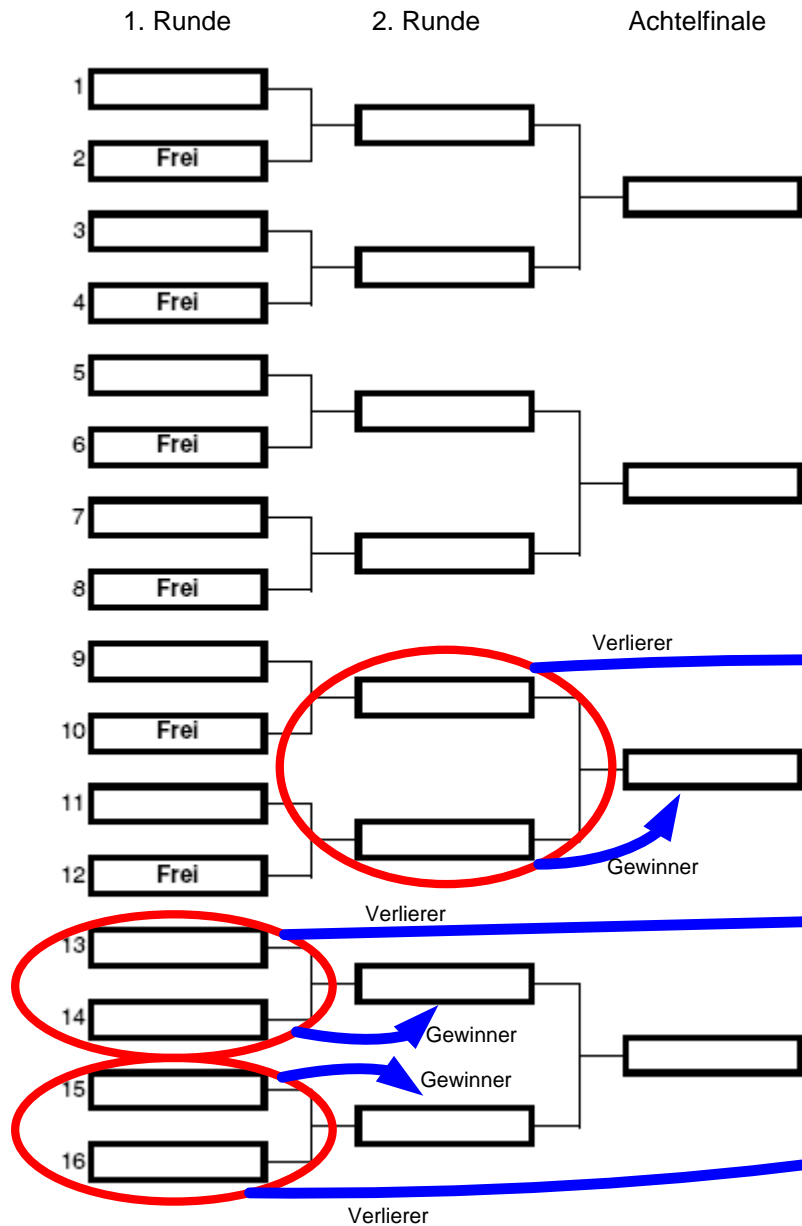 1. Runde 2. Runde Achtelfinale
1
2 Frei
3
4 Frei
5
6 Frei
7
8 Frei
Verlierer
9
10 Frei
11
Gewinner
12 Frei
Verlierer
13
14
Gewinner
Gewinner
15
16
Verlierer